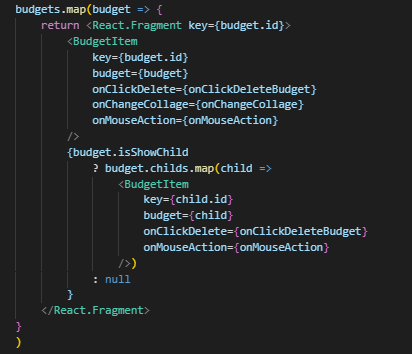 budgets.map(budget => {
    return <React.Fragment key={budget.id}>
        <BudgetItem
            key={budget.id}
            budget={budget}
            onClickDelete={onClickDeleteBudget}
            onChangeCollage={onChangeCollage}
            onMouseAction={onMouseAction}
        />
        {budget.isShowChild
            ? budget.childs.map(child =>
                <BudgetItem
                    key={child.id}
                    budget={child}
                    onClickDelete={onClickDeleteBudget}
                    onMouseAction={onMouseAction}
                />)
            : null
        }
    </React.Fragment>
}
)